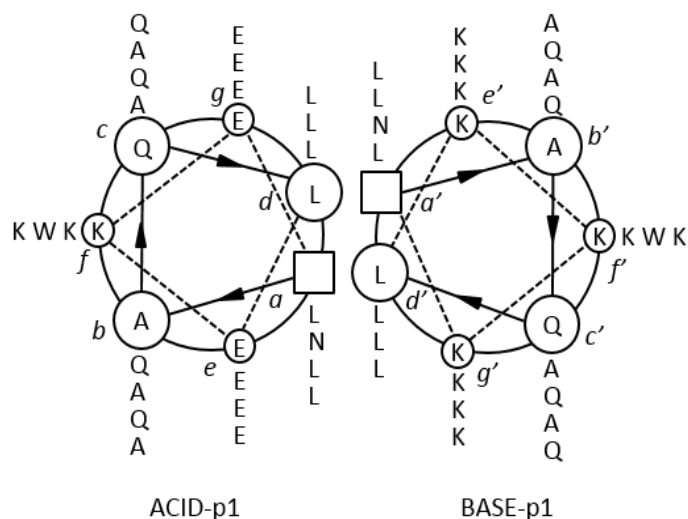 Q A Q A
E E E
L L L
g
E
c
Q
d
L
K W K
K
f
a
b
A
e
E
Q A Q A
E E E
L N L L
ACID-p1
L L N L
K K K
A Q A Q
e’
K
A
b’
a’
K
K W K
f’
L
d’
Q
c’
K
g’
L L L
K K K
A Q A Q
BASE-p1